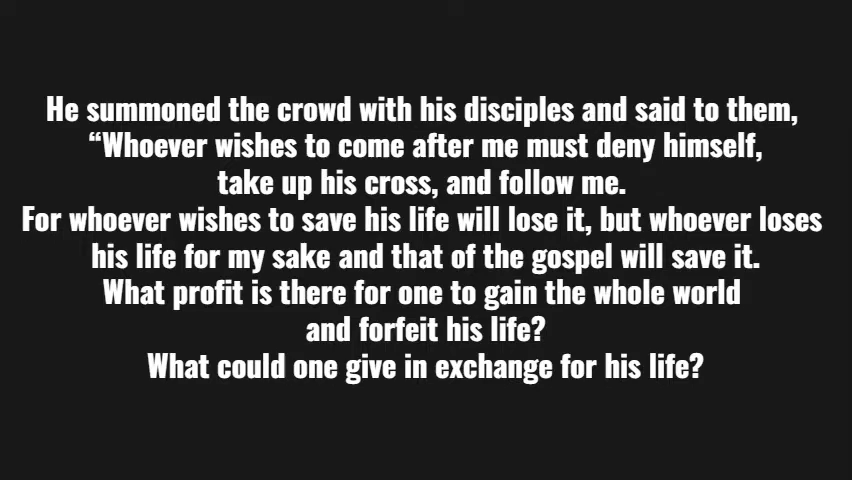 He summoned the crowd with his disciples and said to them,
“Whoever wishes to come after me must deny himself,
take up his cross, and follow me.
For whoever wishes to save his life will lose it, but whoever loses
his life for my sake and that of the gospel will save it.
What profit is there for one to gain the whole world
and forfeit his life?
What could one give in exchange for his life?